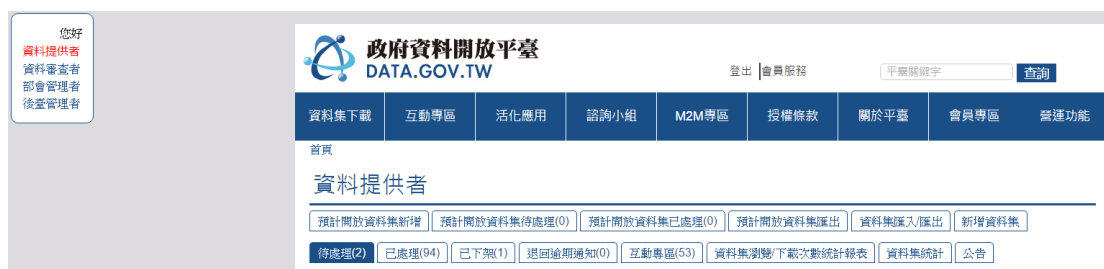 您好
資料提供者
資料審查者
部會管理者
後臺管理者
政府資料開放平臺
DATA.GOV.TW
登出 會員服務 平臺關鍵字 查詢
資料集下載 互動專區 活化應用 諮詢小組 M2M專區 授權條款 關於平臺 會員專區 營運功能
首頁
資料提供者
預計開放資料集新增 預計開放資料集待處理(0) 預計開放資料集已處理(0) 預計開放資料集匯出 資料集匯入/匯出 新增資料集
待處理(2) 已處理(94) 已下架(1) 退回逾期通知(0) 互動專區(53) 資料集瀏覽/下載次數統計報表 資料集統計 公告